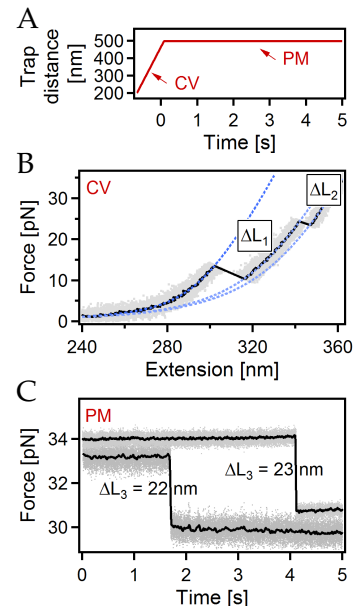 A
Trap
distance
[nm]
500
400
300
200
PM
CV
0
1
2
3
4
5
Time [s]
B
CV
Force [pN]
30
20
10
0
ΔL1
ΔL2
240
280
320
360
Extension [nm]
C
PM
Force [pN]
34
32
30
ΔL3 = 23 nm
ΔL3 = 22 nm
0
1
2
3
4
5
Time [s]